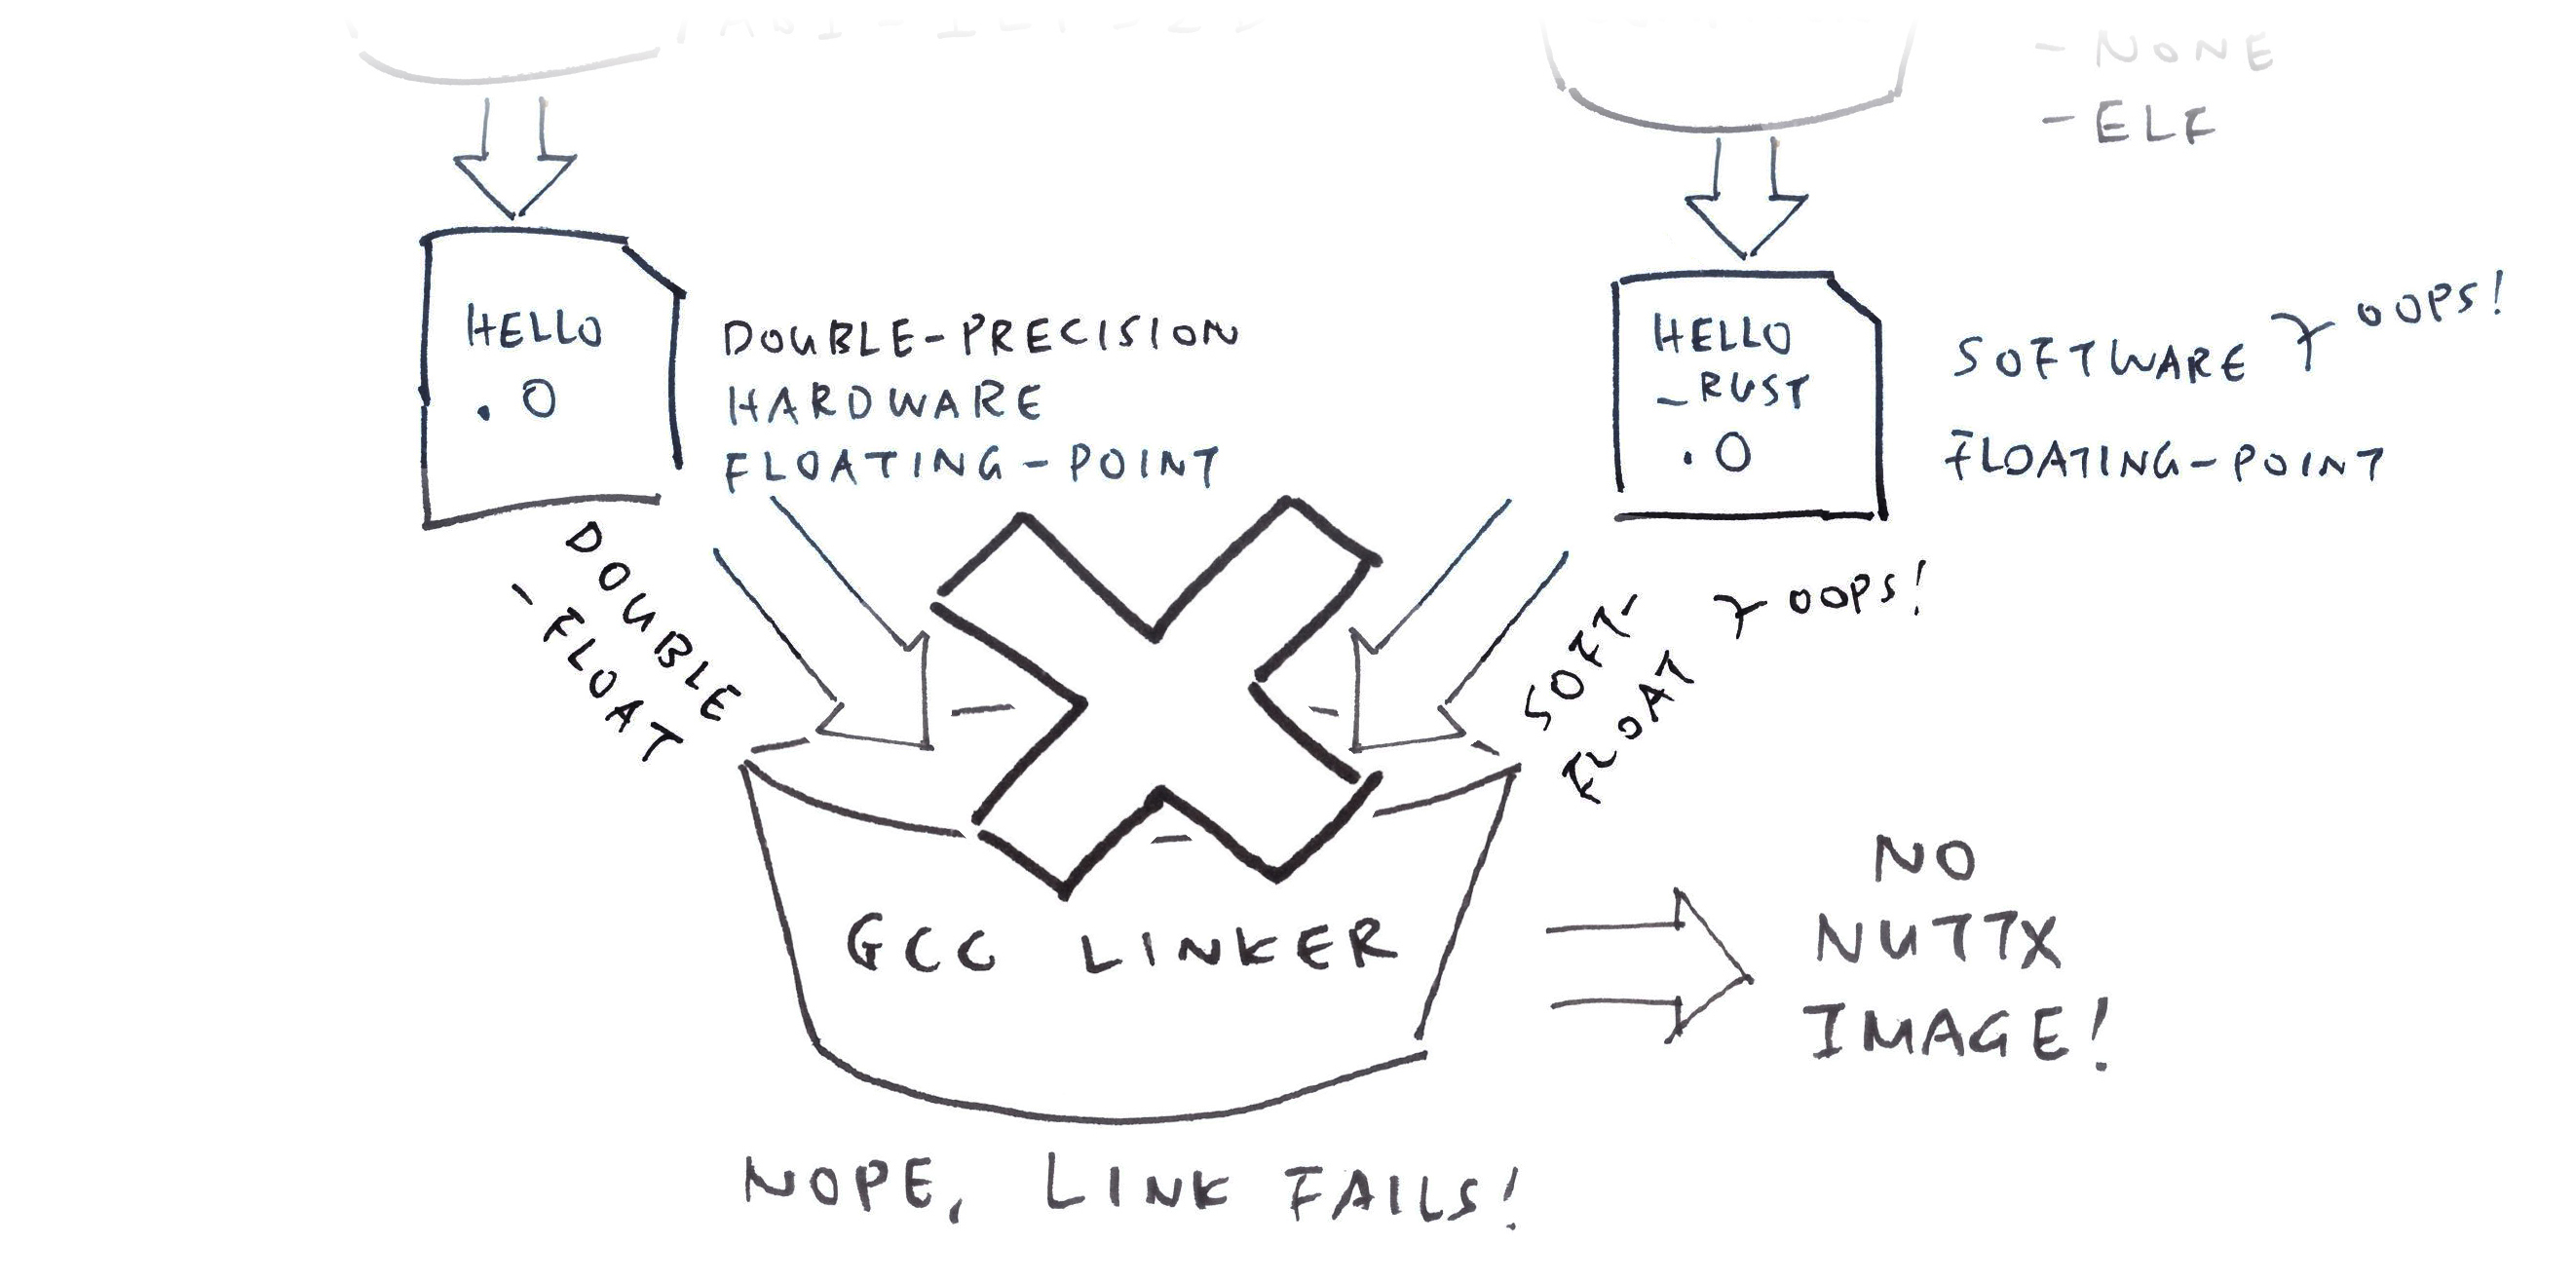 - NONE
- ELF
HELLO
.O
DOUBLE-PRECISION
HARDWARE
FLOATING-POINT
HELLO
_RUST
.O
SOFTWARE } OOPS!
FLOATING-POINT
DOUBLE
-FLOAT
SOFT-
FLOAT } OOPS!
GCC LINKER
NO
NUTTX
IMAGE!
NOPE, LINK FAILS!